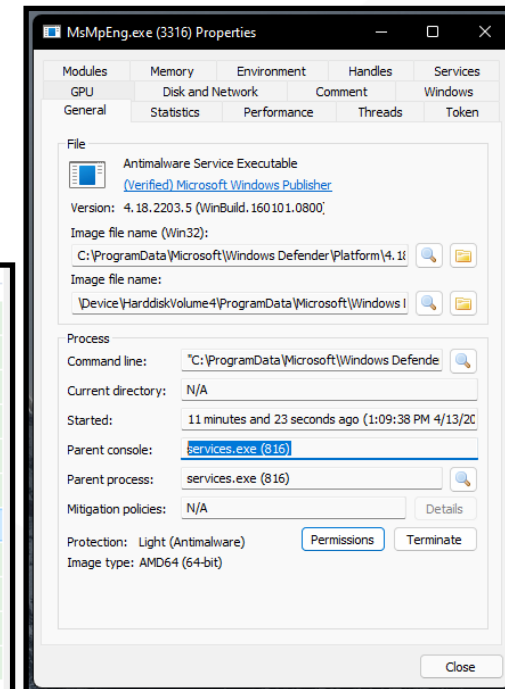 MsMpEng.exe (3316) Properties
Modules Memory Environment Handles Services
GPU Disk and Network Comment Windows
General Statistics Performance Threads Token
File
Antimalware Service Executable
(Verified) Microsoft Windows Publisher
Version: 4.18.2203.5 (WinBuild.160101.0800)
Image file name (Win32):
C:\ProgramData\Microsoft\Windows Defender\Platform\4.18
Image file name:
\Device\HarddiskVolume4\ProgramData\Microsoft\Windows
Process
Command line: "C:\ProgramData\Microsoft\Windows Defende
Current directory: N/A
Started: 11 minutes and 23 seconds ago (1:09:38 PM 4/13/20
Parent console: services.exe (816)
Parent process: services.exe (816)
Mitigation policies: N/A Details
Protection: Light (Antimalware) Permissions Terminate
Image type: AMD64 (64-bit)
Close